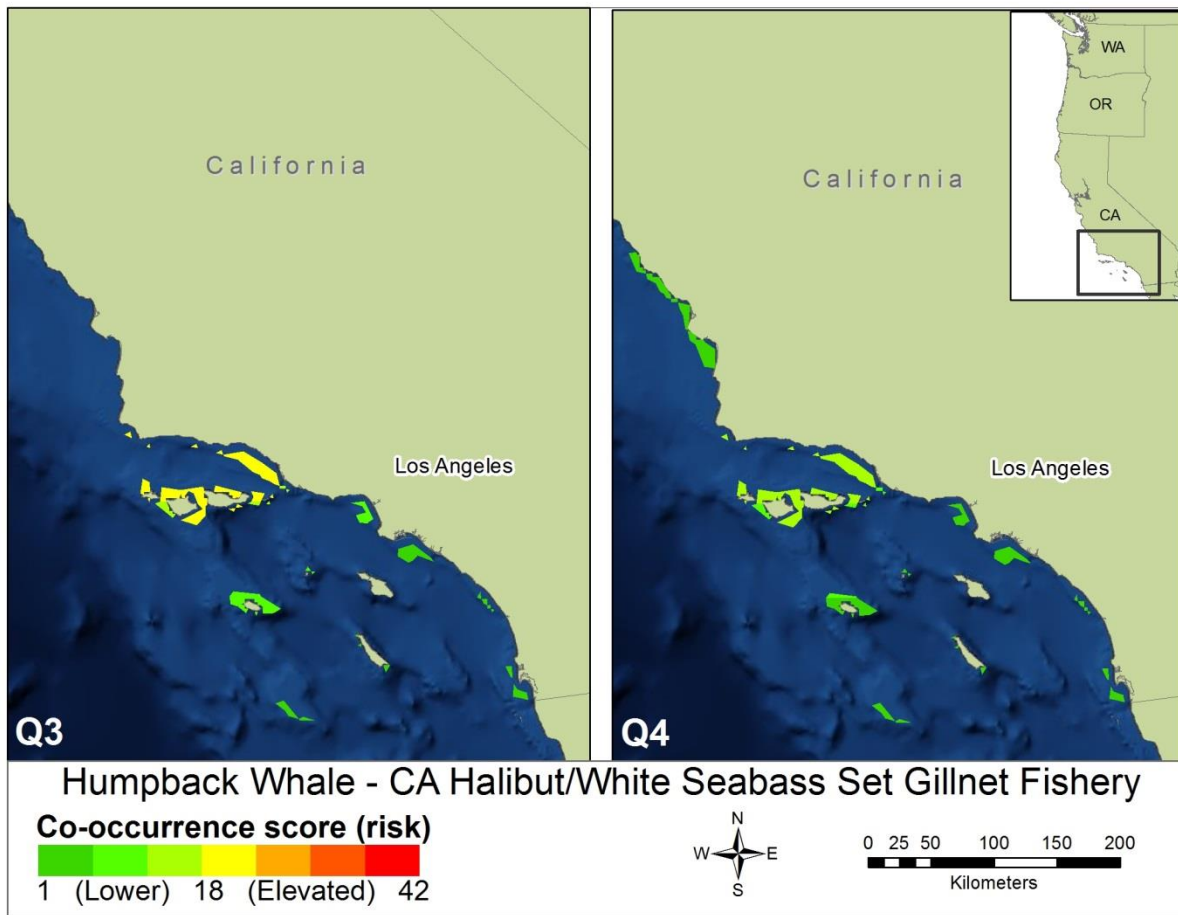 California
Los Angeles
Q3
California
Los Angeles
Q4
WA
OR
CA
Humpback Whale - CA Halibut/White Seabass Set Gillnet Fishery
Co-occurrence score (risk)
1 (Lower) 18 (Elevated) 42
N
W E
S
0 25 50 100 150 200
Kilometers